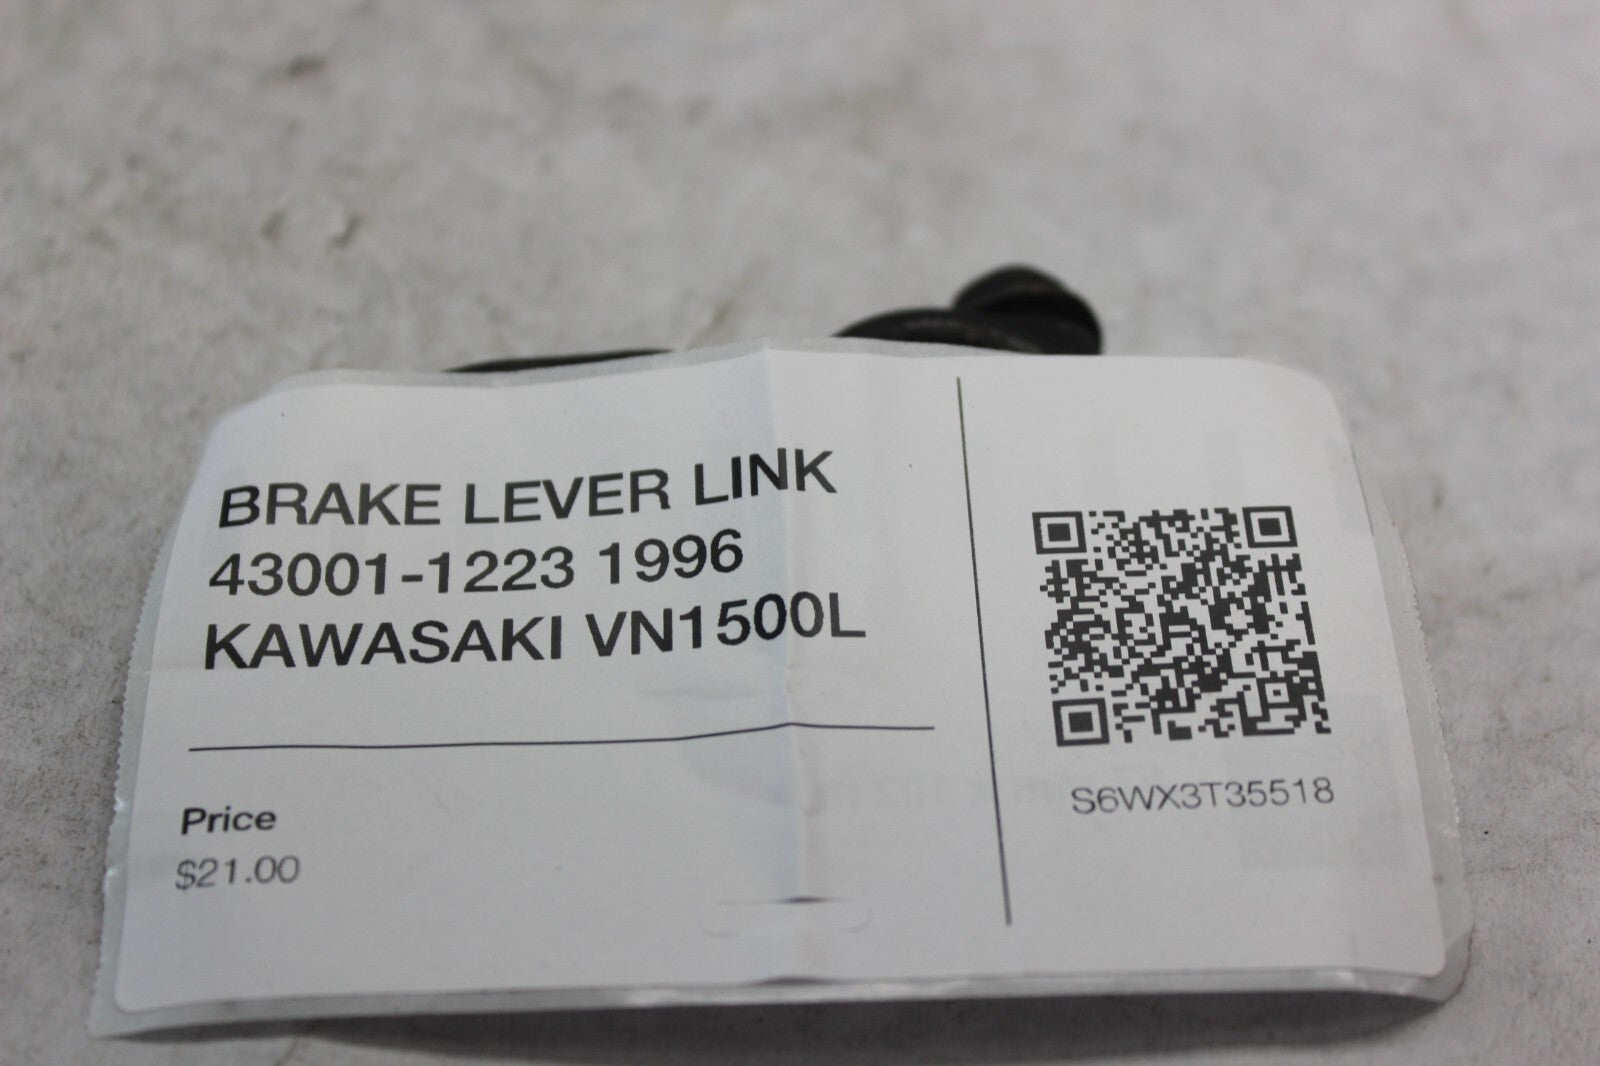 BRAKE LEVER LINK
43001-1223 1996
KAWASAKI VN1500L
Price
$21.00
S6WX3T35518